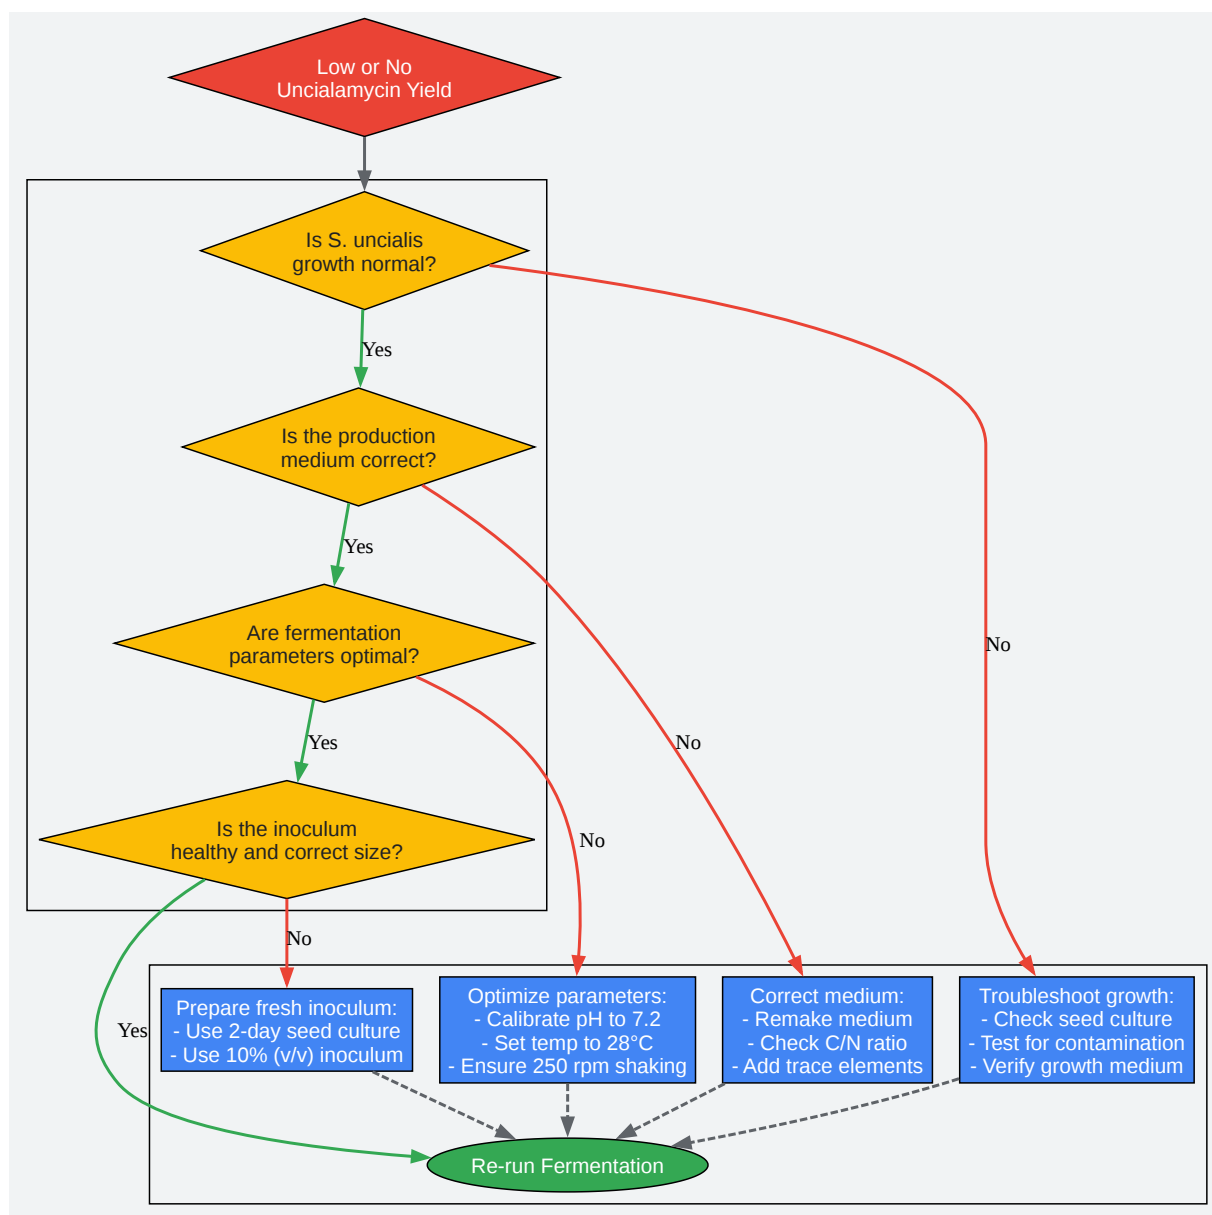 Low or No
Uncialamycin Yield
Is S. uncialis
growth normal?
Yes
Is the production
medium correct?
Yes
Are fermentation
parameters optimal?
No
Yes
No
Is the inoculum
healthy and correct size?
No
No
Yes
Prepare fresh inoculum:
- Use 2-day seed culture
- Use 10% (v/v) inoculum
Optimize parameters:
- Calibrate pH to 7.2
- Set temp to 28°C
- Ensure 250 rpm shaking
Correct medium:
- Remake medium
- Check C/N ratio
- Add trace elements
Troubleshoot growth:
- Check seed culture
- Test for contamination
- Verify growth medium
Re-run Fermentation